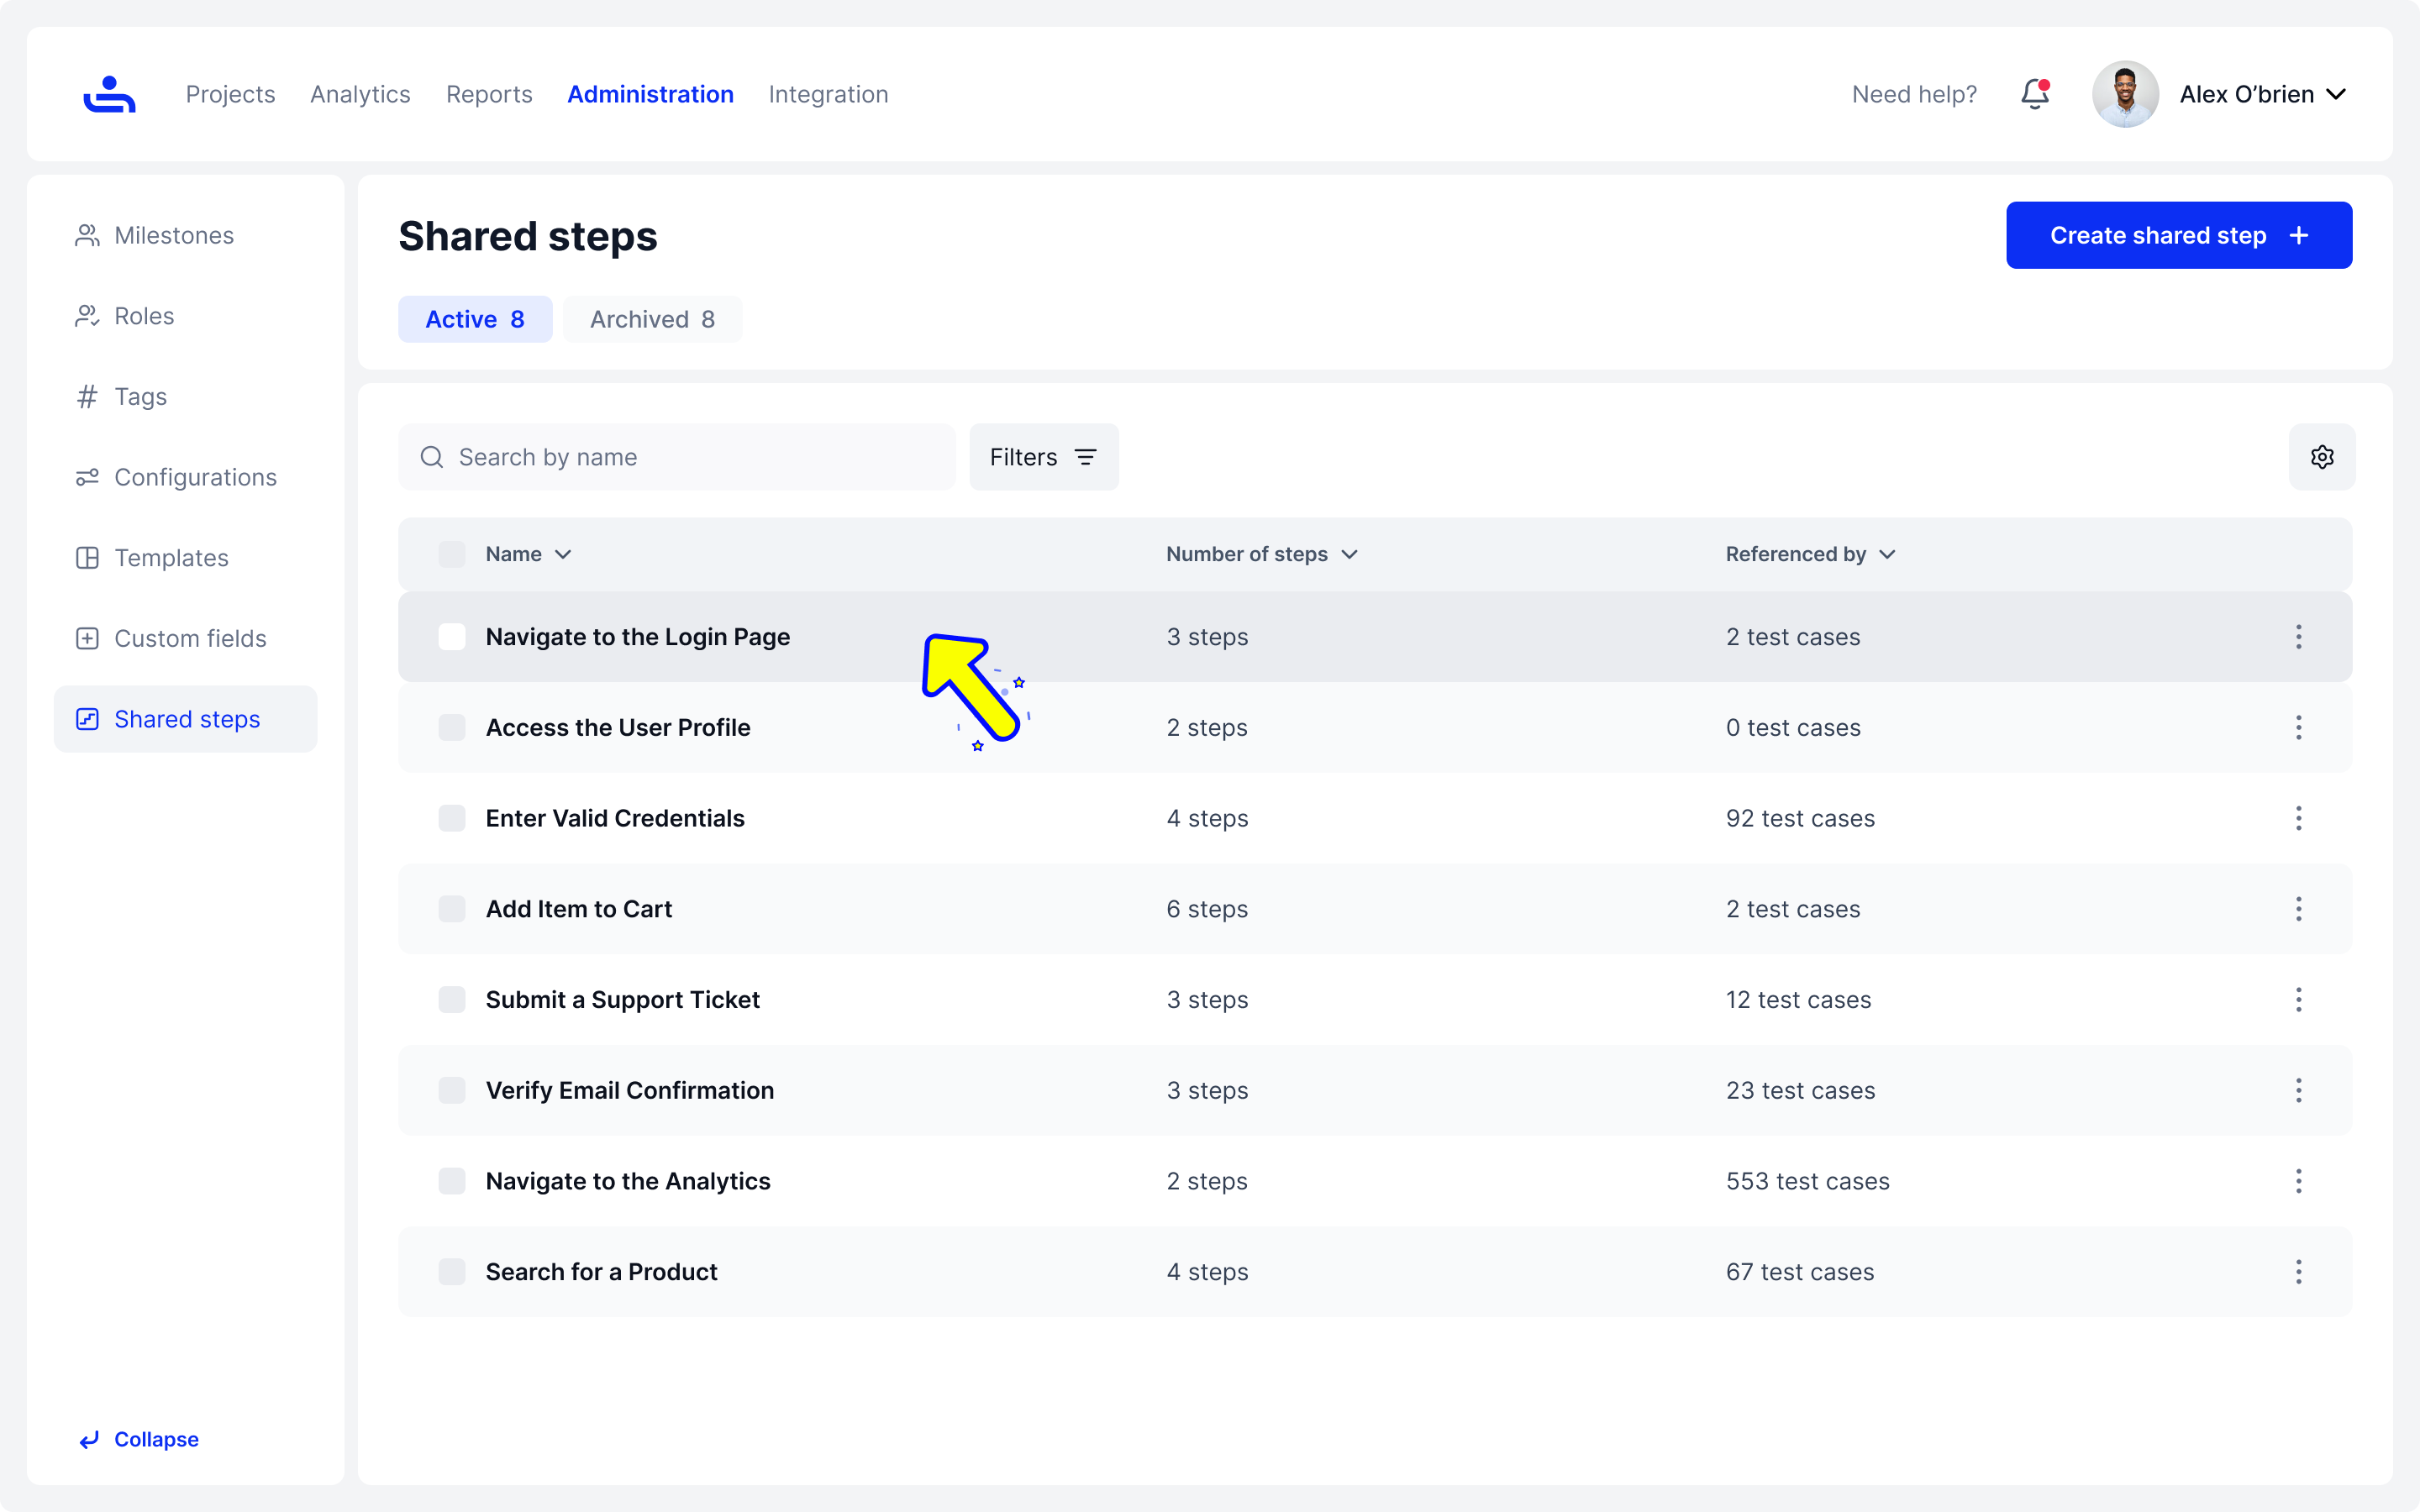 Projects Analytics Reports Administration Integration Need help? Alex O’brien
Milestones
Roles
Tags
Configurations
Templates
Custom fields
Shared steps
Collapse
Shared steps
Create shared step
Active 8 Archived 8
Search by name Filters
Name Number of steps Referenced by
Navigate to the Login Page 3 steps 2 test cases
Access the User Profile 2 steps 0 test cases
Enter Valid Credentials 4 steps 92 test cases
Add Item to Cart 6 steps 2 test cases
Submit a Support Ticket 3 steps 12 test cases
Verify Email Confirmation 3 steps 23 test cases
Navigate to the Analytics 2 steps 553 test cases
Search for a Product 4 steps 67 test cases